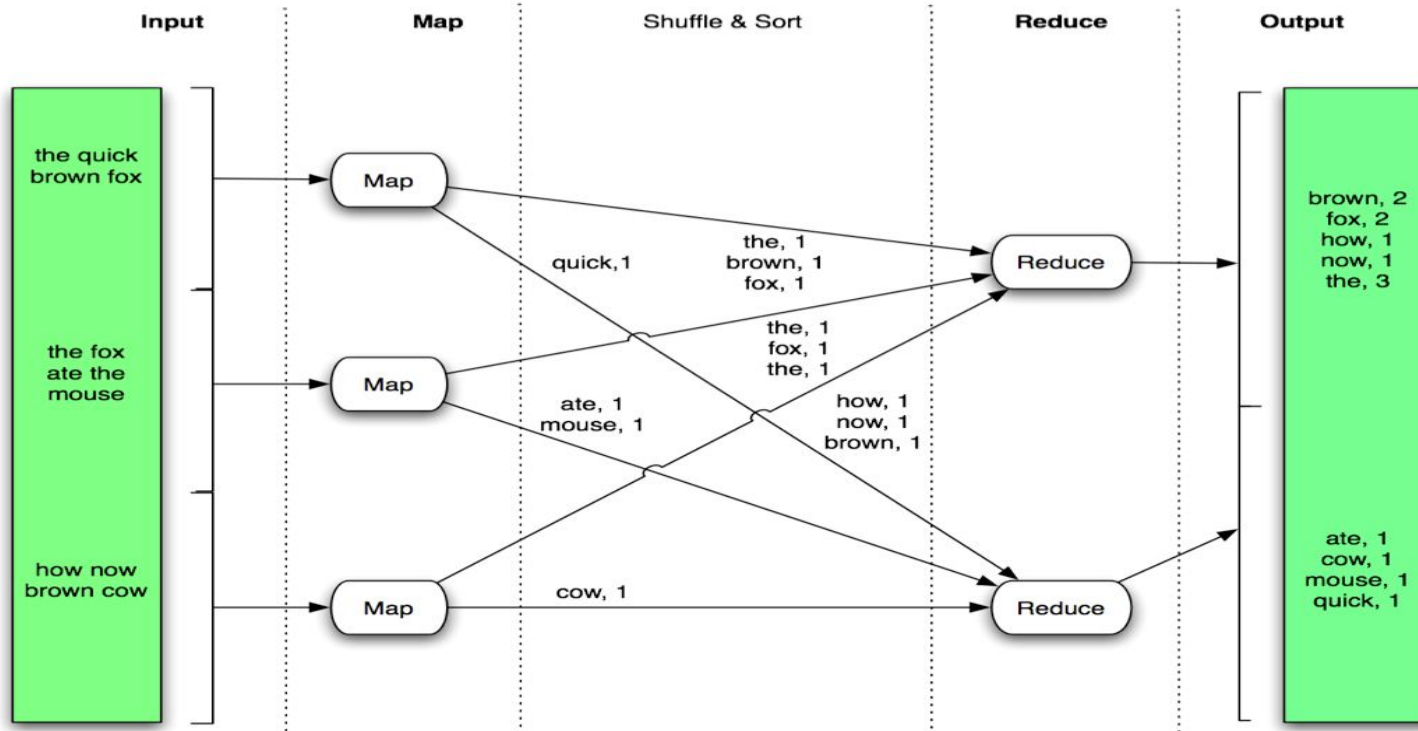 Input
Map
Shuffle & Sort
Reduce
Output
the quick
brown fox
the fox
ate the
mouse
how now
brown cow
Map
Map
Map
quick,1
the, 1
brown, 1
fox, 1
the, 1
fox, 1
the, 1
ate, 1
mouse, 1
how, 1
now, 1
brown, 1
cow, 1
Reduce
Reduce
brown, 2
fox, 2
how, 1
now, 1
the, 3
ate, 1
cow, 1
mouse, 1
quick, 1